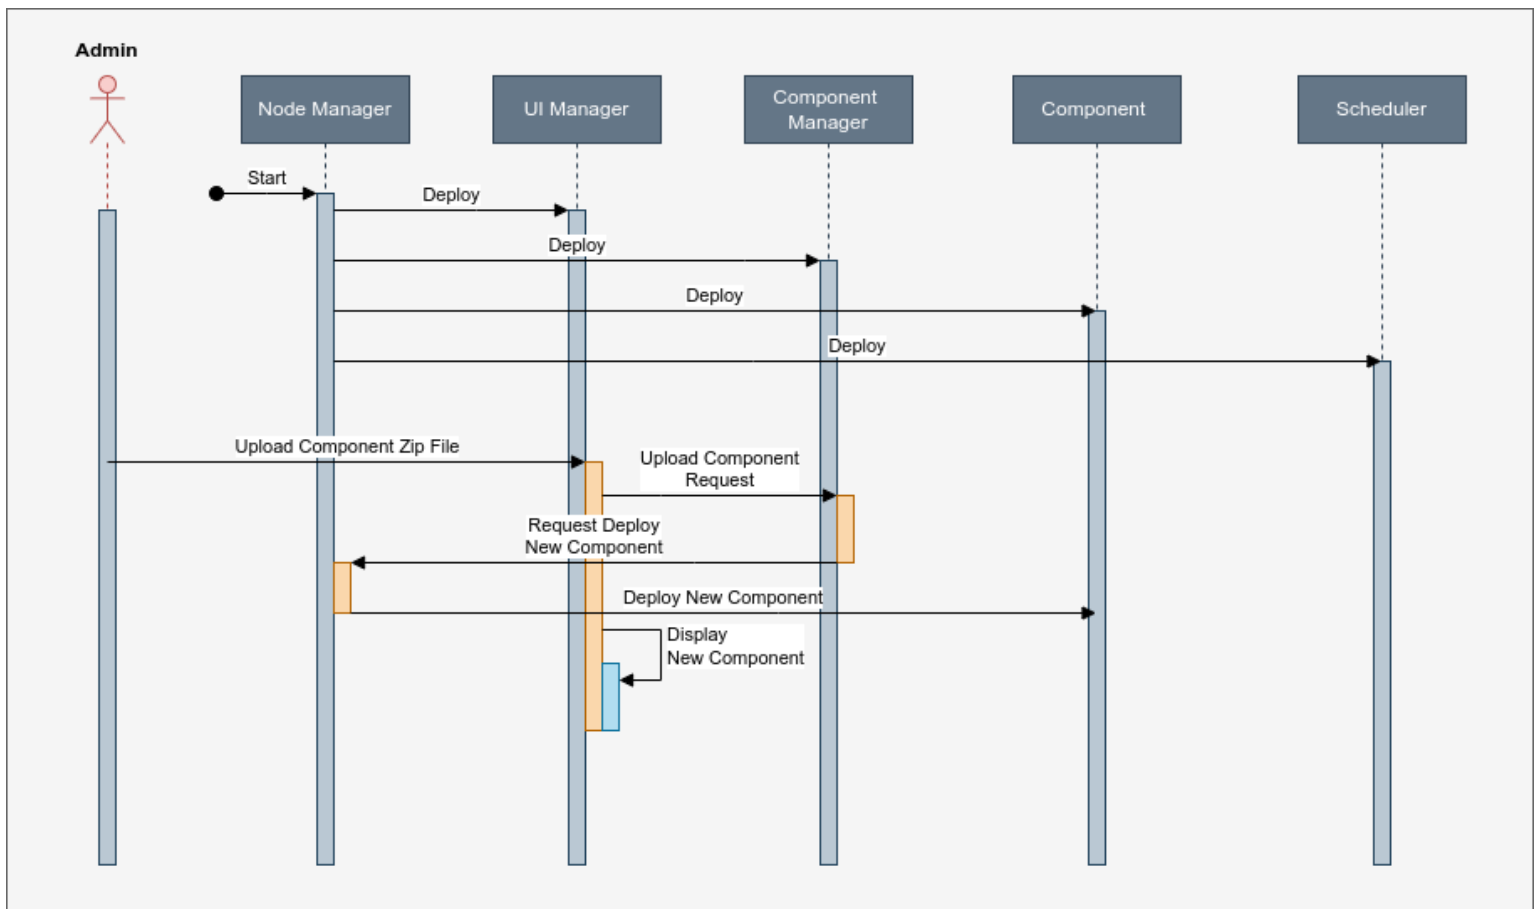 Admin
Node Manager
UI Manager
Component
Manager
Component
Scheduler
Start
Deploy
Deploy
Deploy
Deploy
Upload Component Zip File
Upload Component
Request
Request Deploy
New Component
Deploy New Component
Display
New Component